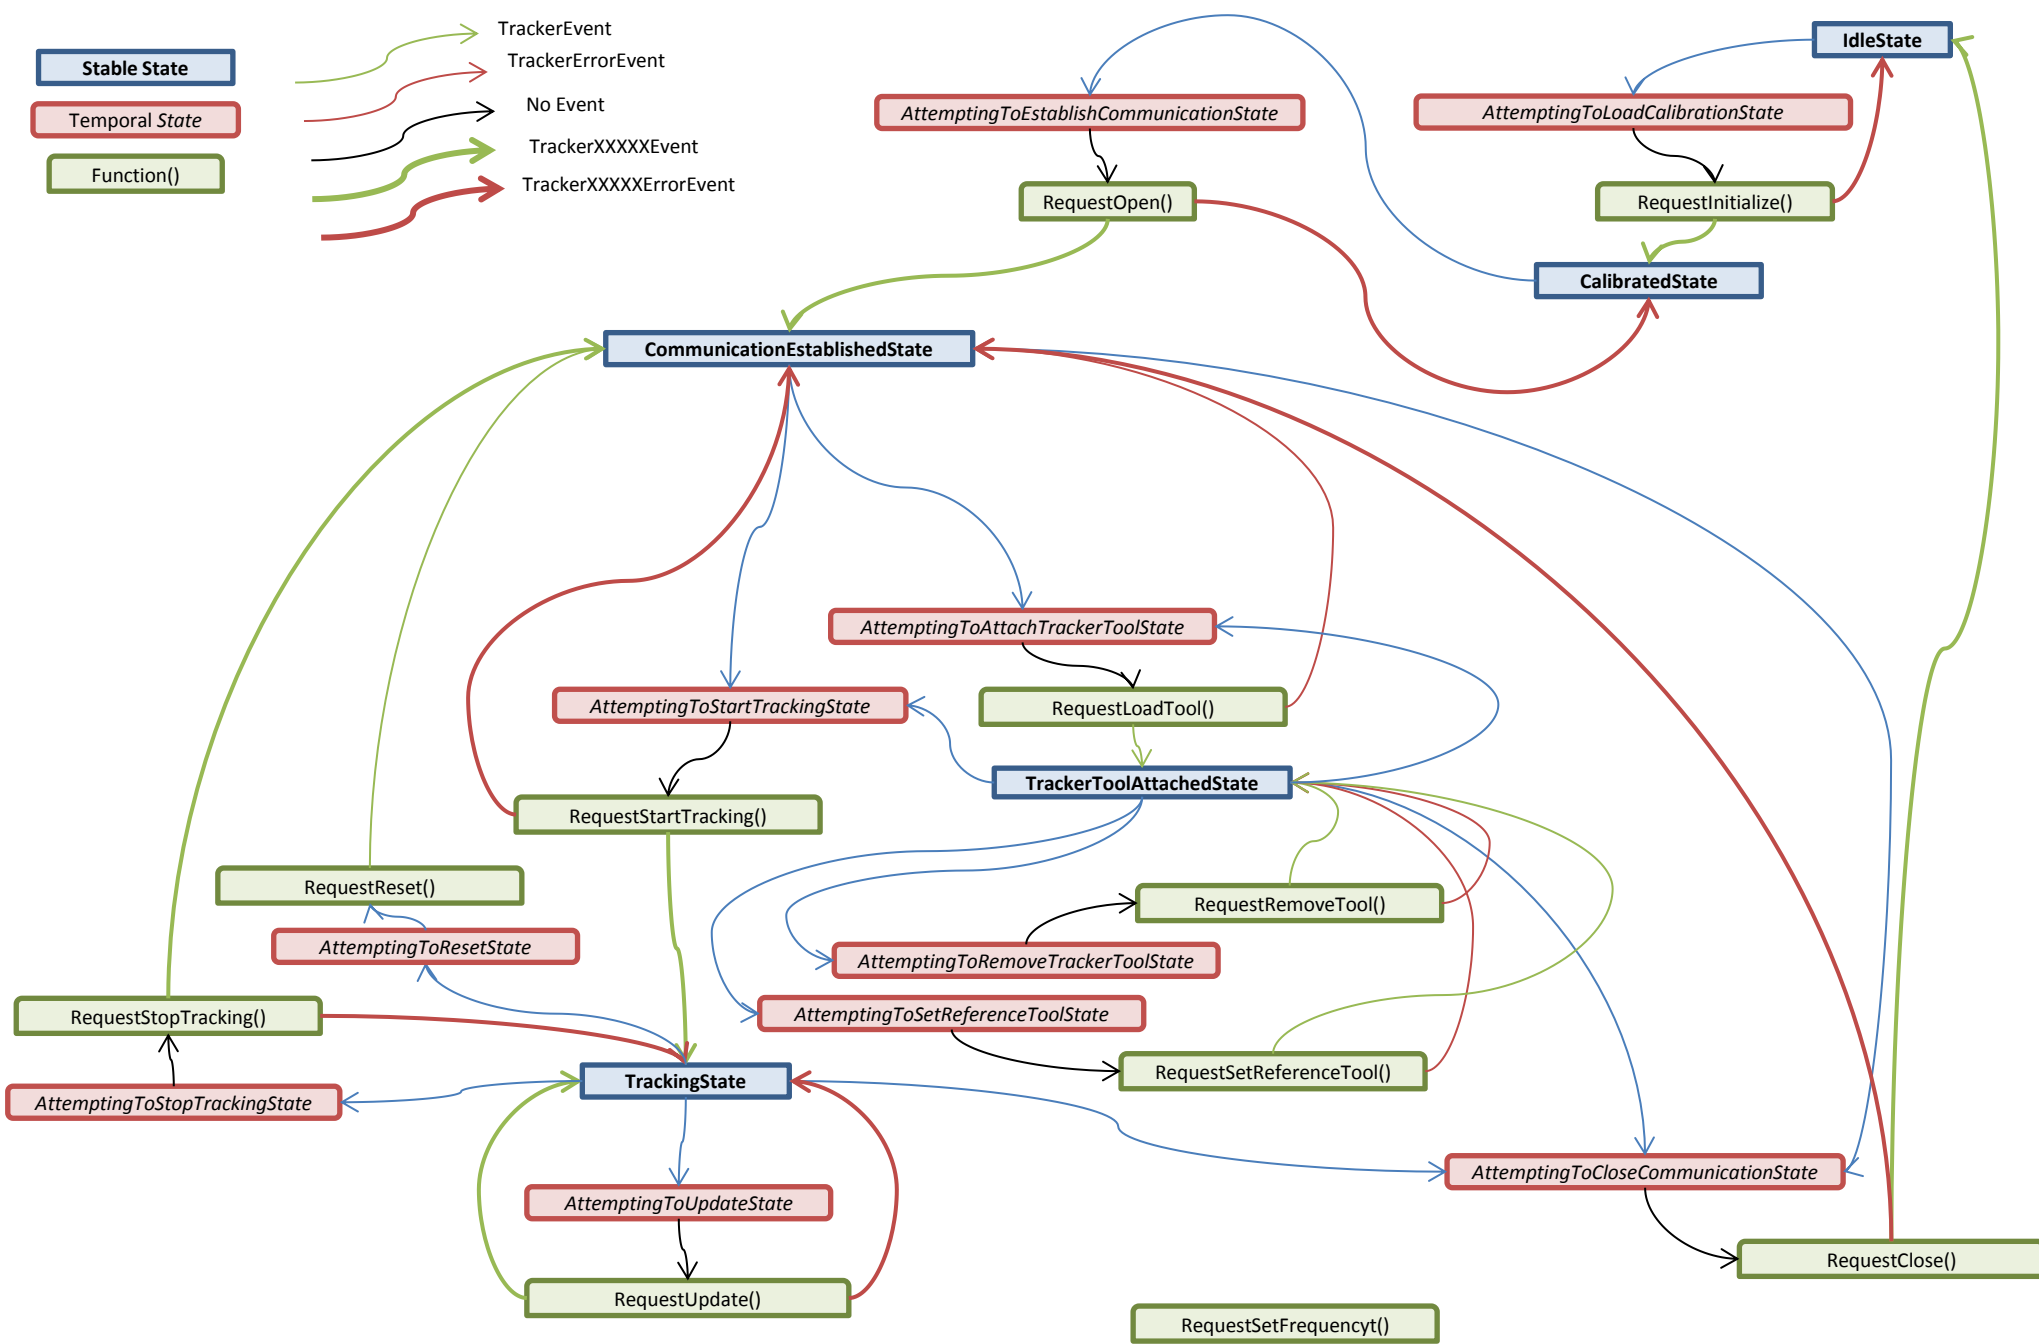 TrackerEvent
IdleState
Stable State
TrackerErrorEvent
No Event
Temporal State
AttemptingToEstablishCommunicationState
AttemptingToLoadCalibrationState
TrackerXXXXXEvent
Function()
TrackerXXXXXErrorEvent
RequestOpen()
RequestInitialize()
CalibratedState
CommunicationEstablishedState
AttemptingToAttachTrackerToolState
AttemptingToStartTrackingState
RequestLoadTool()
TrackerToolAttachedState
RequestStartTracking()
RequestReset()
RequestRemoveTool()
AttemptingToResetState
AttemptingToRemoveTrackerToolState
RequestStopTracking()
AttemptingToSetReferenceToolState
RequestSetReferenceTool()
TrackingState
AttemptingToStopTrackingState
AttemptingToCloseCommunicationState
AttemptingToUpdateState
RequestClose()
RequestUpdate()
RequestSetFrequencyt()